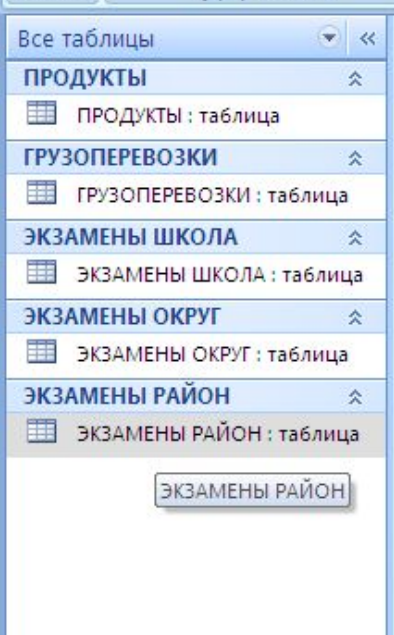 Все таблицы
ПРОДУКТЫ
ПРОДУКТЫ : таблица
ГРУЗОПЕРЕВОЗКИ
ГРУЗОПЕРЕВОЗКИ : таблица
ЭКЗАМЕНЫ ШКОЛА
ЭКЗАМЕНЫ ШКОЛА : таблица
ЭКЗАМЕНЫ ОКРУГ
ЭКЗАМЕНЫ ОКРУГ : таблица
ЭКЗАМЕНЫ РАЙОН
ЭКЗАМЕНЫ РАЙОН : таблица
ЭКЗАМЕНЫ РАЙОН